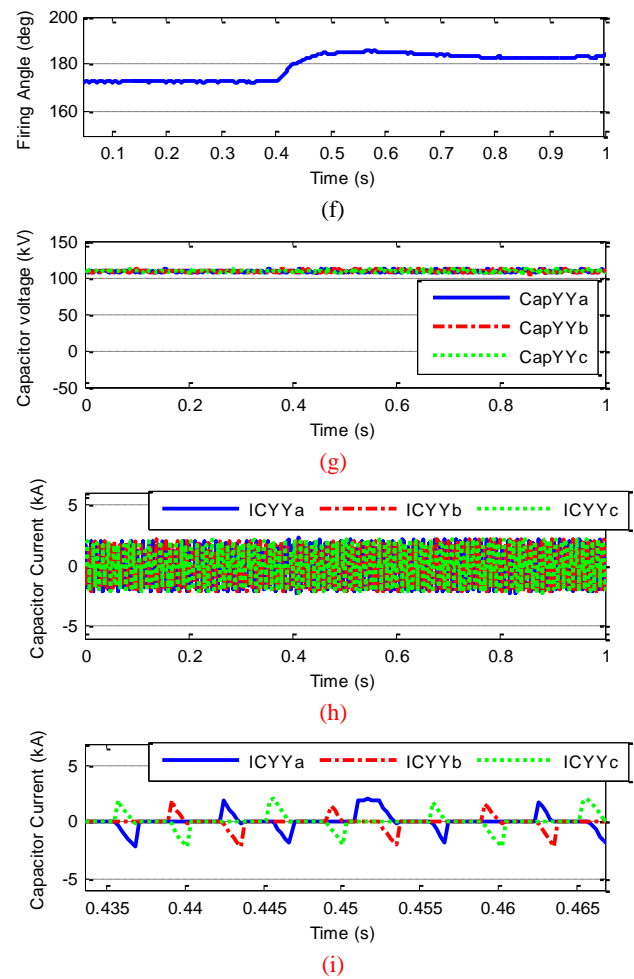 200
180
160
Firing Angle (deg)
0.1 0.2 0.3 0.4 0.5 0.6 0.7 0.8 0.9 1
Time (s)
(f)
150
100
50
0
-50
Capacitor voltage (kV)
CapYYa
CapYYb
CapYYc
0 0.2 0.4 0.6 0.8 1
Time (s)
(g)
5
0
-5
Capacitor Current (kA)
ICYYa ICYYb ICYYc
0 0.2 0.4 0.6 0.8 1
Time (s)
(h)
5
0
-5
Capacitor Current (kA)
ICYYa ICYYb ICYYc
0.435 0.44 0.445 0.45 0.455 0.46 0.465
Time (s)
(i)